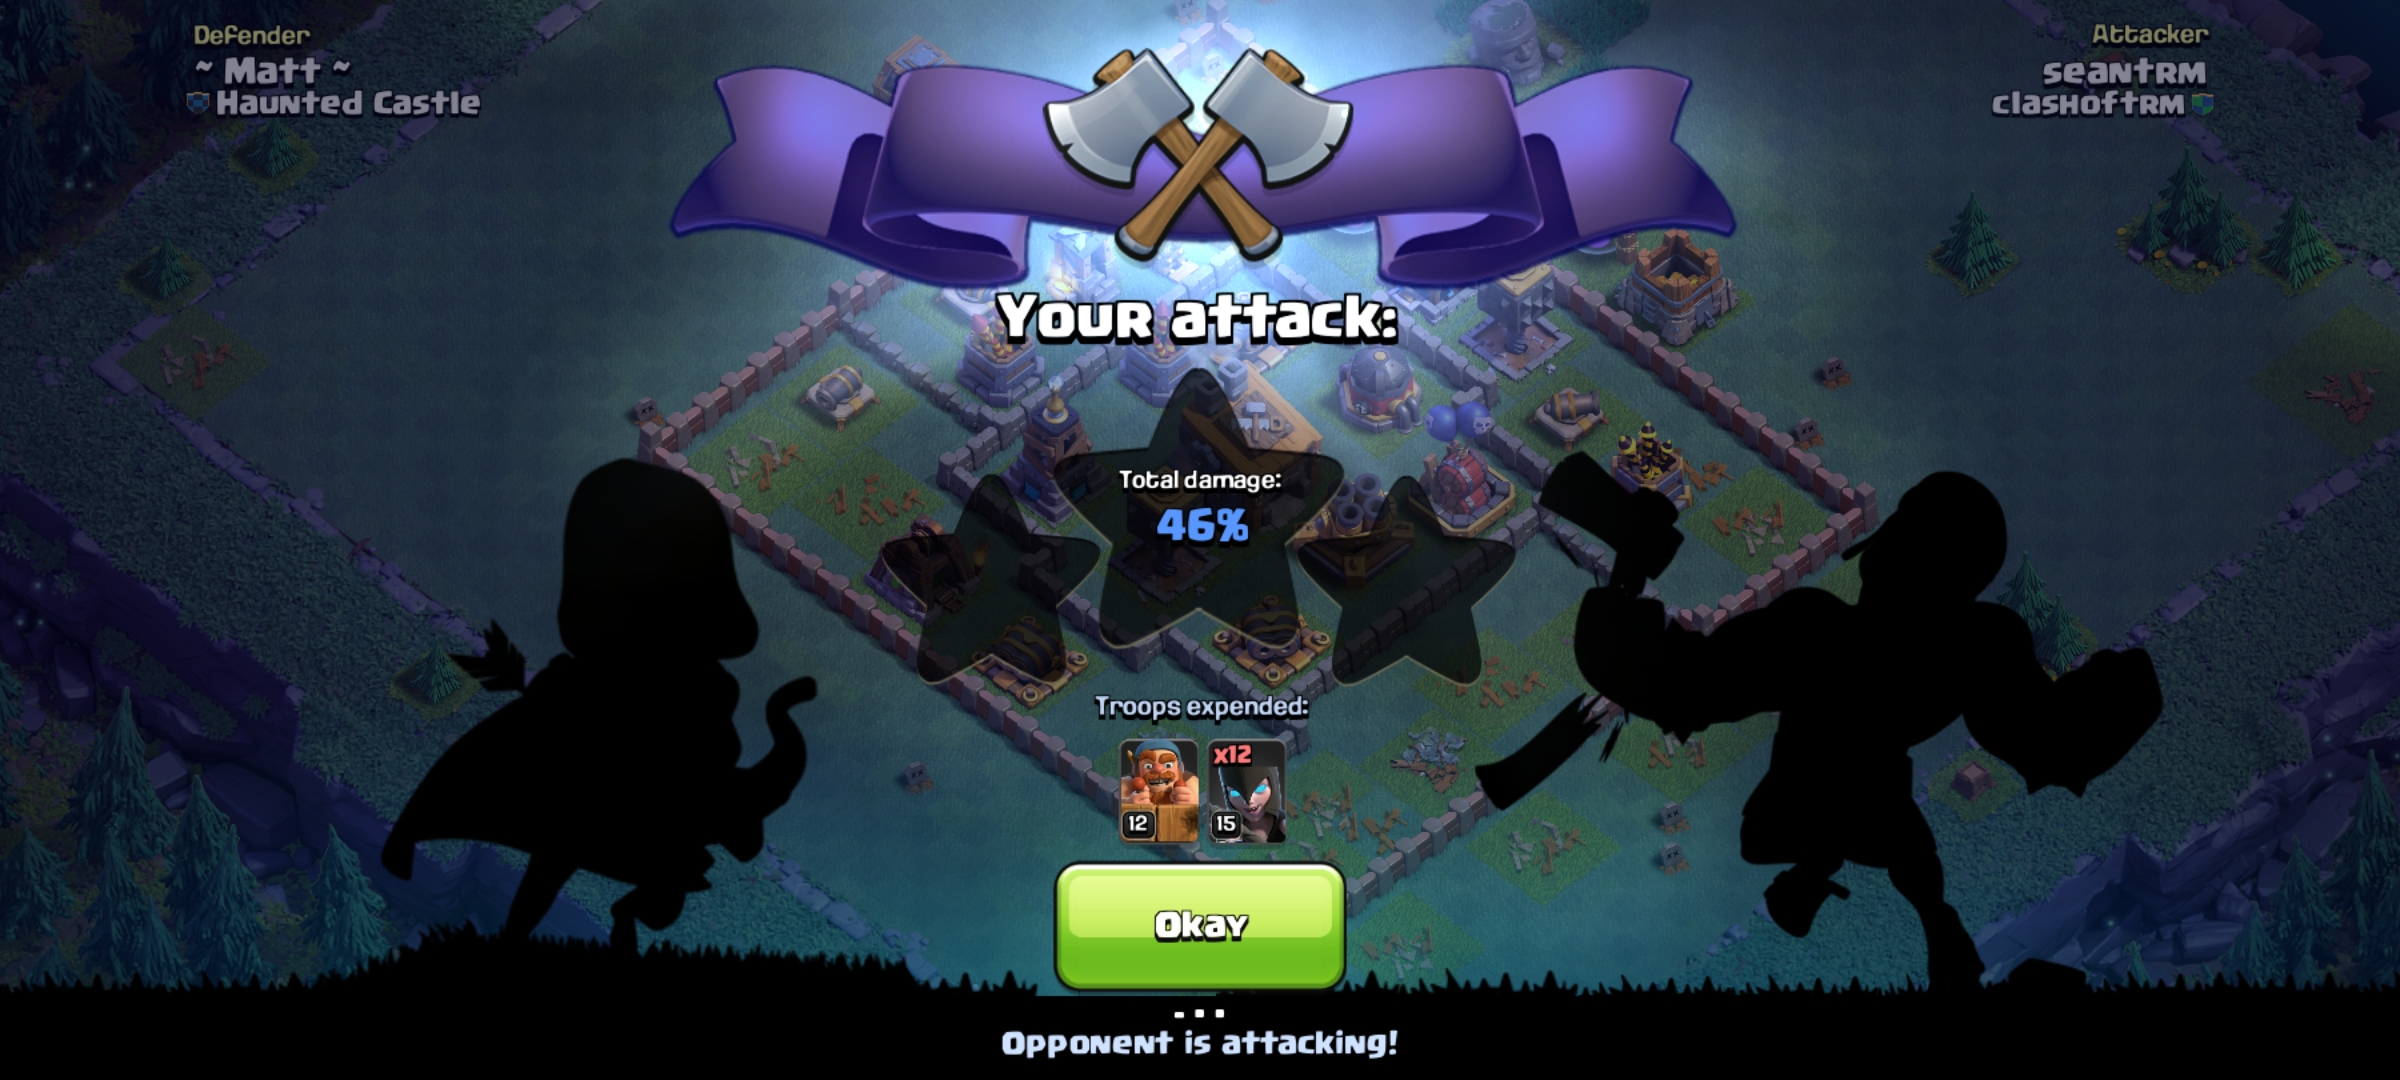 Defender
~ Matt ~
Haunted Castle
Attacker
seantrm
clashoftrm
Your attack:
Total damage:
46%
Troops expended:
x12
12
15
Okay
...
Opponent is attacking!